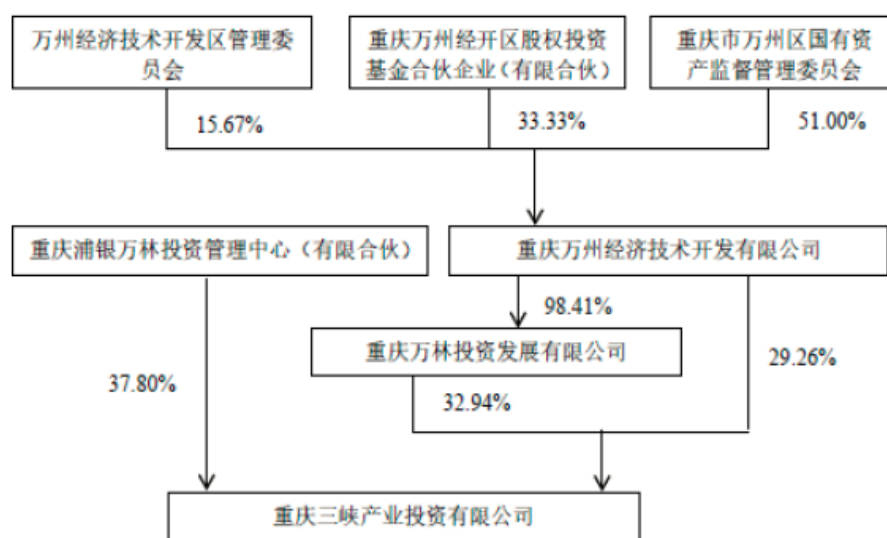 万州经济技术开发区管理委
员会
重庆万州经开区股权投资
基金合伙企业（有限合伙）
重庆市万州区国有资
产监督管理委员会
15.67%
33.33%
51.00%
重庆浦银万林投资管理中心（有限合伙）
重庆万州经济技术开发有限公司
98.41%
重庆万林投资发展有限公司
29.26%
37.80%
32.94%
重庆三峡产业投资有限公司